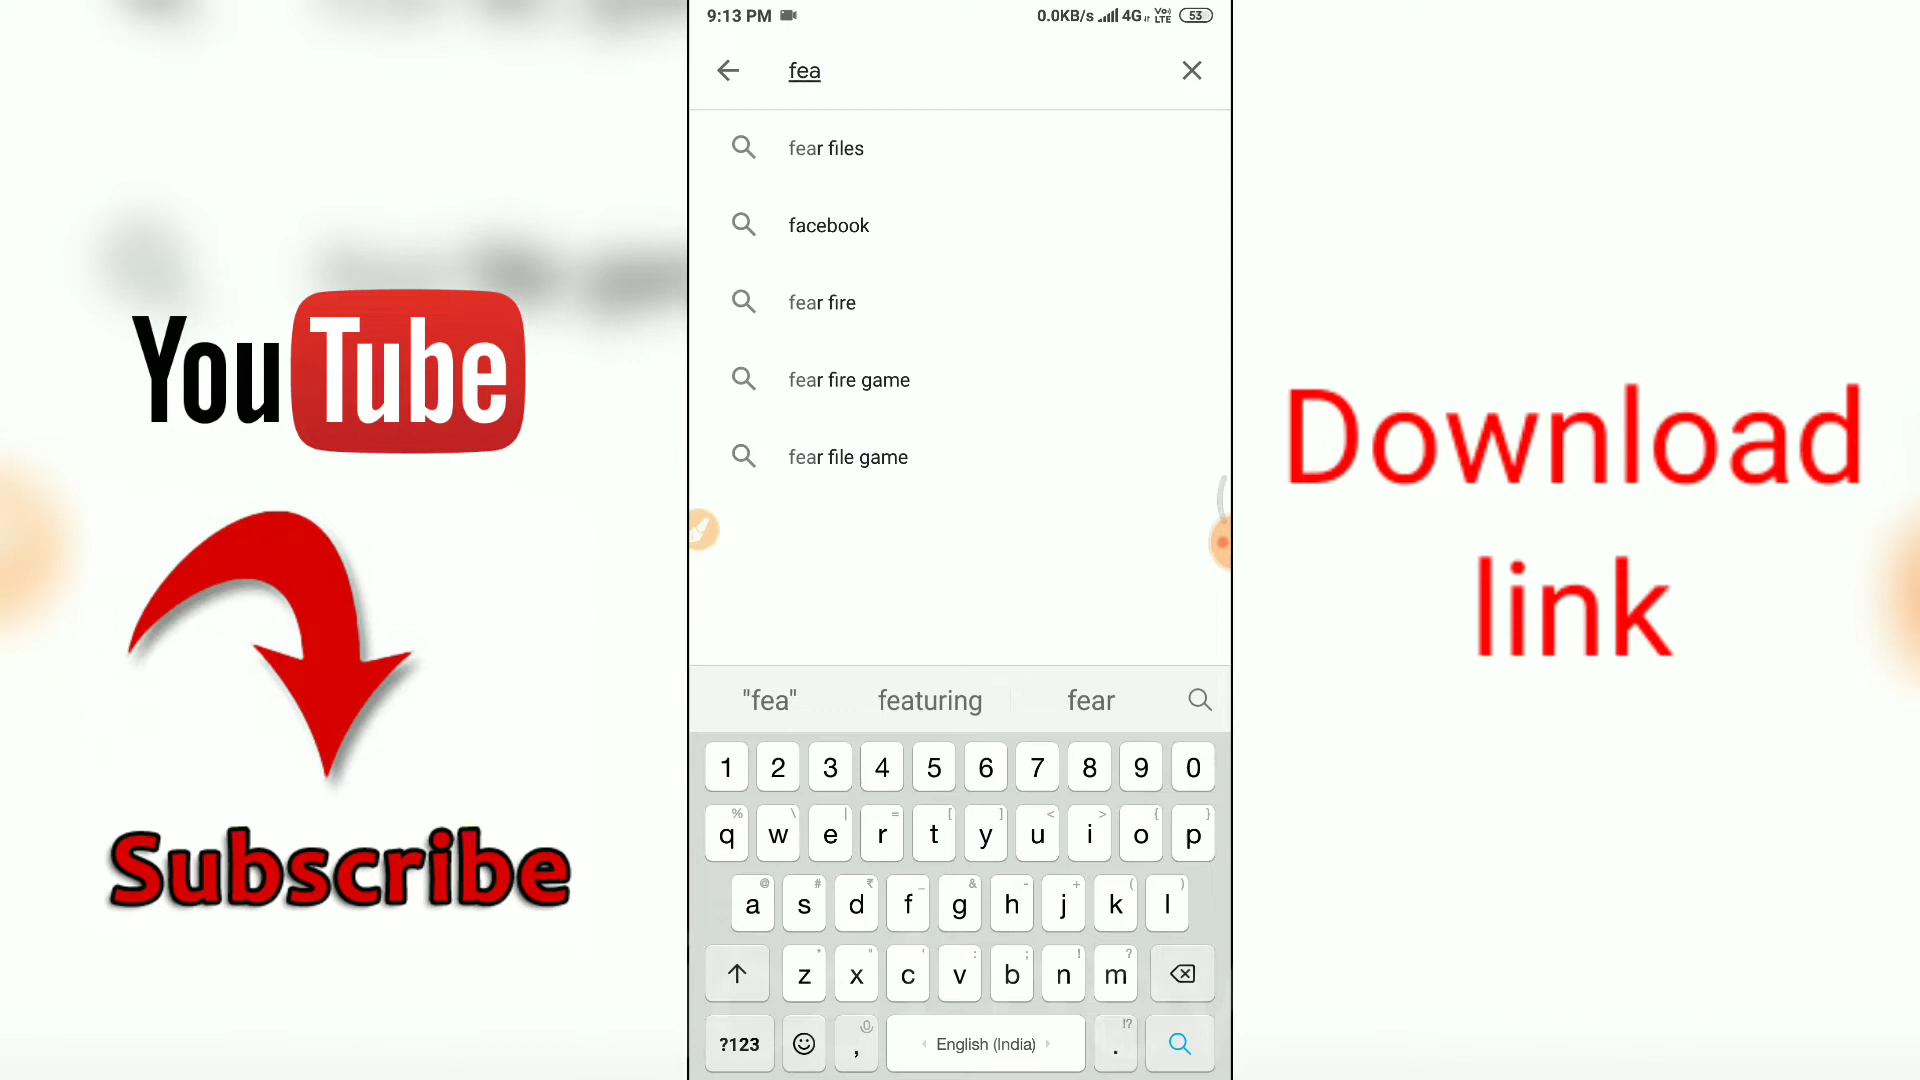 9:13 PM
0.0KB/s 4G Vo) LTE 53
fea
fear files
facebook
fear fire
fear fire game
fear file game
YouTube
Subscribe
Download
link
"fea" featuring fear
1 2 3 4 5 6 7 8 9 0
% \ | = [ ] < > { }
q w e r t y u i o p
@ # ₹ _ & - + ( )
a s d f g h j k l
* " ' : ; ! ?
z x c v b n m
!?
?123 , English (India) .